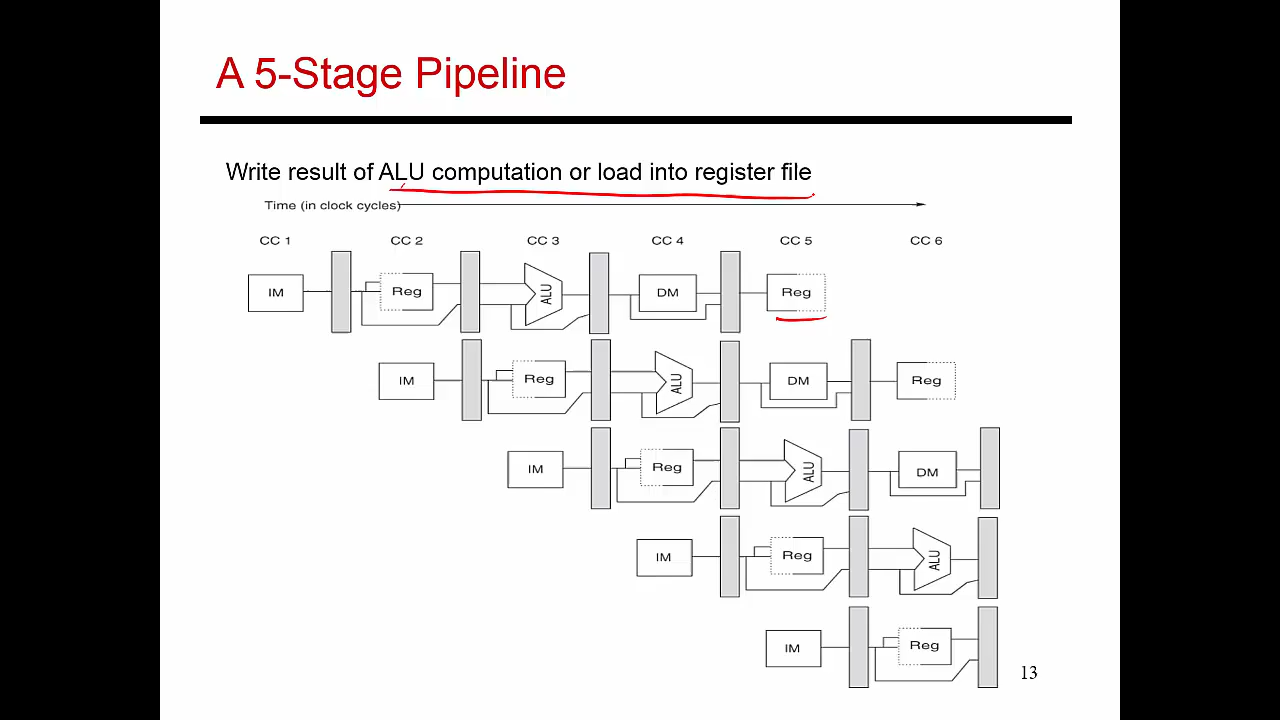 A 5-Stage Pipeline
Write result of ALU computation or load into register file
Time (in clock cycles)
CC 1 CC 2 CC 3 CC 4 CC 5 CC 6
IM Reg ALU DM Reg
IM Reg ALU DM Reg
IM Reg ALU DM
IM Reg ALU
IM Reg
13